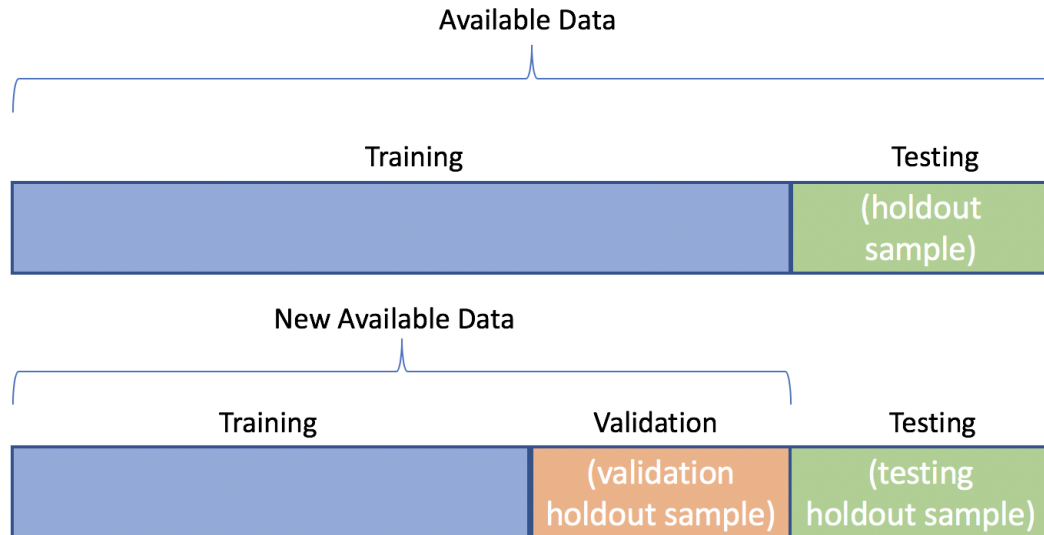 Available Data
Training
Testing
(holdout
sample)
New Available Data
Training
Validation
Testing
(validation
holdout sample)
(testing
holdout sample)